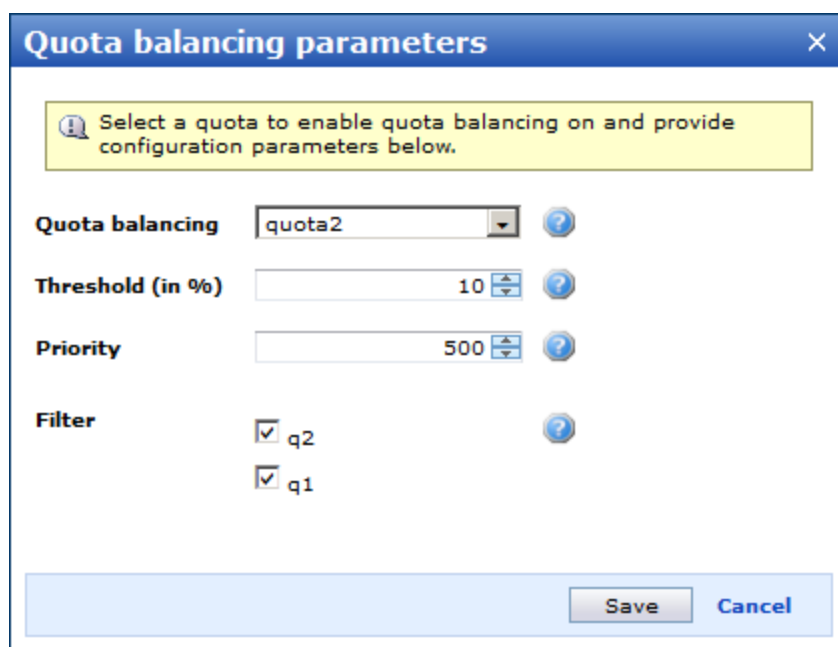 Quota balancing parameters
Select a quota to enable quota balancing on and provide
configuration parameters below.
Quota balancing quota2
Threshold (in %) 10
Priority 500
Filter q2
q1
Save Cancel